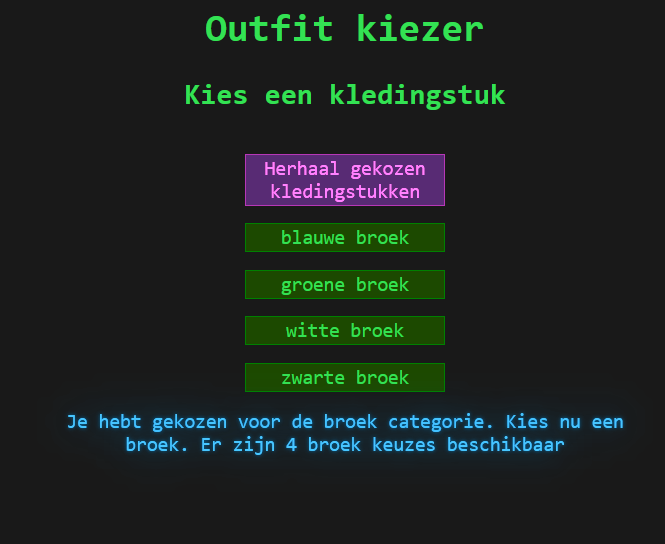 Outfit kiezer
Kies een kledingstuk
Herhaal gekozen
kledingstukken
blauwe broek
groene broek
witte broek
zwarte broek
Je hebt gekozen voor de broek categorie. Kies nu een
broek. Er zijn 4 broek keuzes beschikbaar